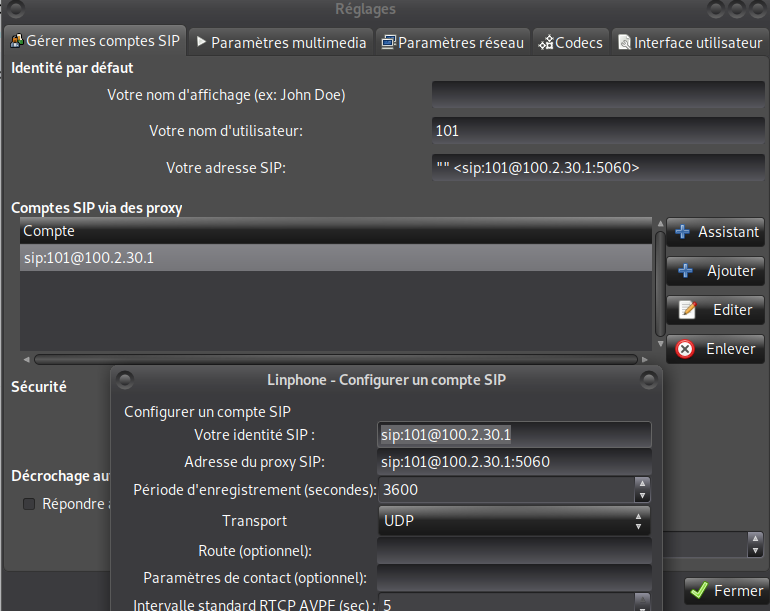 Réglages
Gérer mes comptes SIP
Paramètres multimedia
Paramètres réseau
Codecs
Interface utilisateur
Identité par défaut
Votre nom d'affichage (ex: John Doe)
Votre nom d'utilisateur: 101
Votre adresse SIP: "" <sip:101@100.2.30.1:5060>
Comptes SIP via des proxy
Compte
sip:101@100.2.30.1
Assistant
Ajouter
Editer
Enlever
Sécurité
Décrochage au
Répondre
Linphone - Configurer un compte SIP
Configurer un compte SIP
Votre identité SIP : sip:101@100.2.30.1
Adresse du proxy SIP: sip:101@100.2.30.1:5060
Période d'enregistrement (secondes): 3600
Transport UDP
Route (optionnel):
Paramètres de contact (optionnel):
Intervalle standard RTCP AVPF (sec) : 5
Fermer